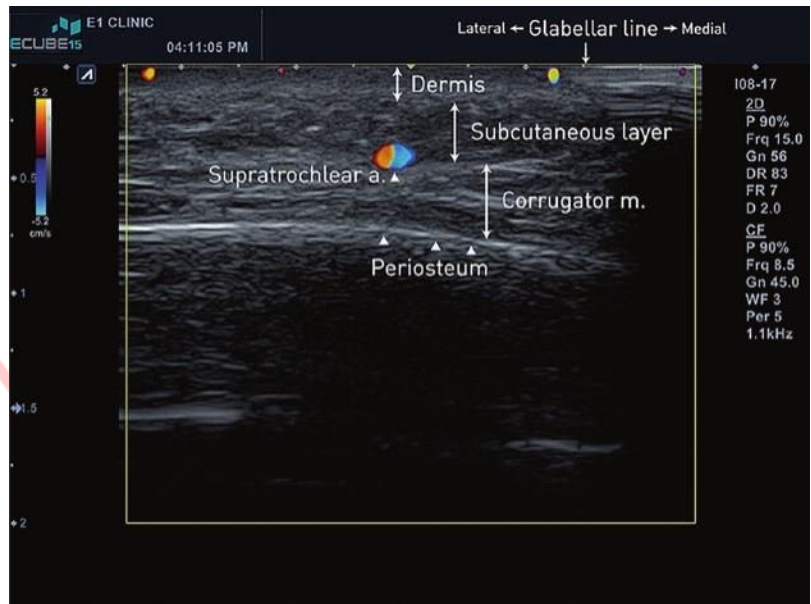 E1 CLINIC
ECUBE15
04:11:05 PM
Lateral ← Glabellar line → Medial
Dermis
Subcutaneous layer
Supratrochlear a.
Corrugator m.
Periosteum
5.2
-5.2
cm/s
0.5
1
1.5
2
I08-17
2D
P 90%
Frq 15.0
Gn 56
DR 83
FR 7
D 2.0
CF
P 90%
Frq 8.5
Gn 45.0
WF 3
Per 5
1.1kHz